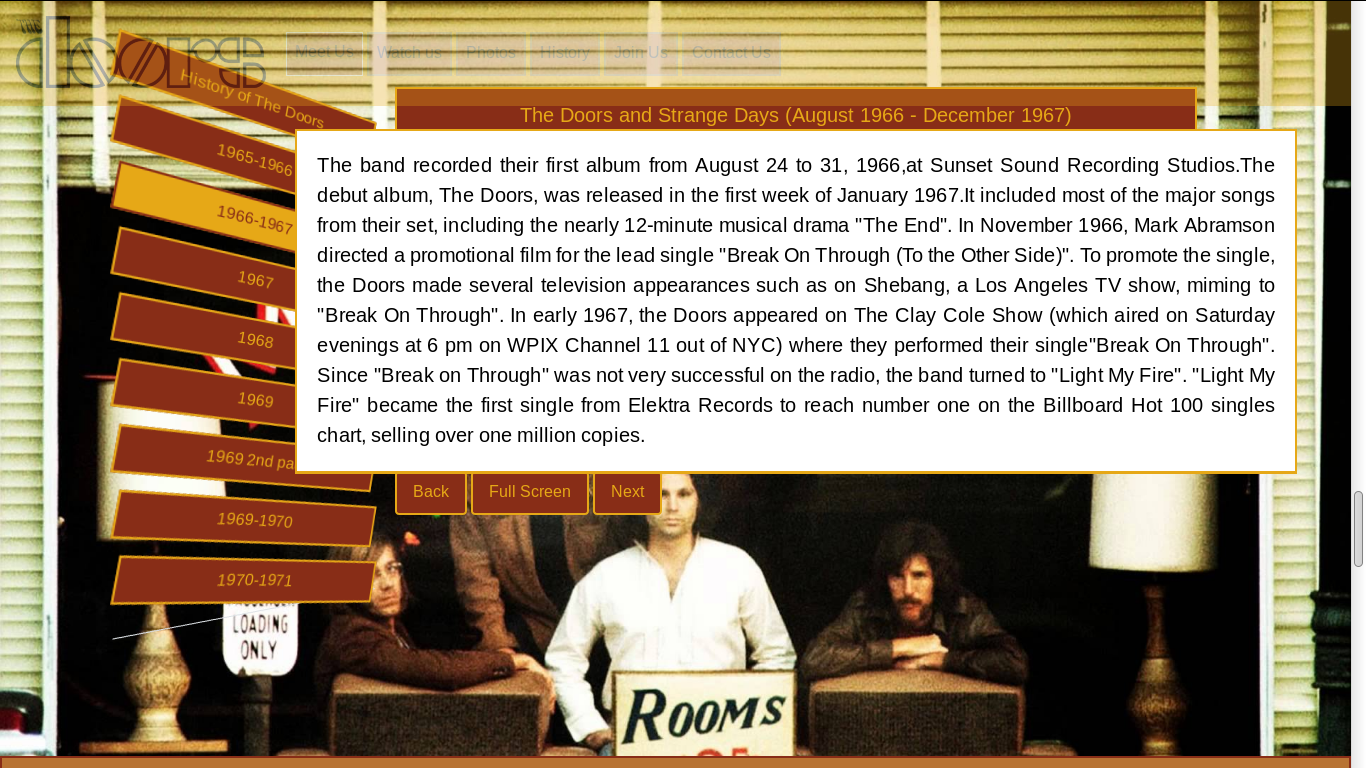 THE
doors
Meet Us
Watch us
Photos
History
Join Us
Contact Us
History of The Doors
1965-1966
1966-1967
1967
1968
1969
1969 2nd pa
1969-1970
1970-1971
The Doors and Strange Days (August 1966 - December 1967)
The band recorded their first album from August 24 to 31, 1966,at Sunset Sound Recording Studios.The
debut album, The Doors, was released in the first week of January 1967.It included most of the major songs
from their set, including the nearly 12-minute musical drama "The End". In November 1966, Mark Abramson
directed a promotional film for the lead single "Break On Through (To the Other Side)". To promote the single,
the Doors made several television appearances such as on Shebang, a Los Angeles TV show, miming to
"Break On Through". In early 1967, the Doors appeared on The Clay Cole Show (which aired on Saturday
evenings at 6 pm on WPIX Channel 11 out of NYC) where they performed their single"Break On Through".
Since "Break on Through" was not very successful on the radio, the band turned to "Light My Fire". "Light My
Fire" became the first single from Elektra Records to reach number one on the Billboard Hot 100 singles
chart, selling over one million copies.
Back
Full Screen
Next
PASSENGER
LOADING
ONLY
ROOMS